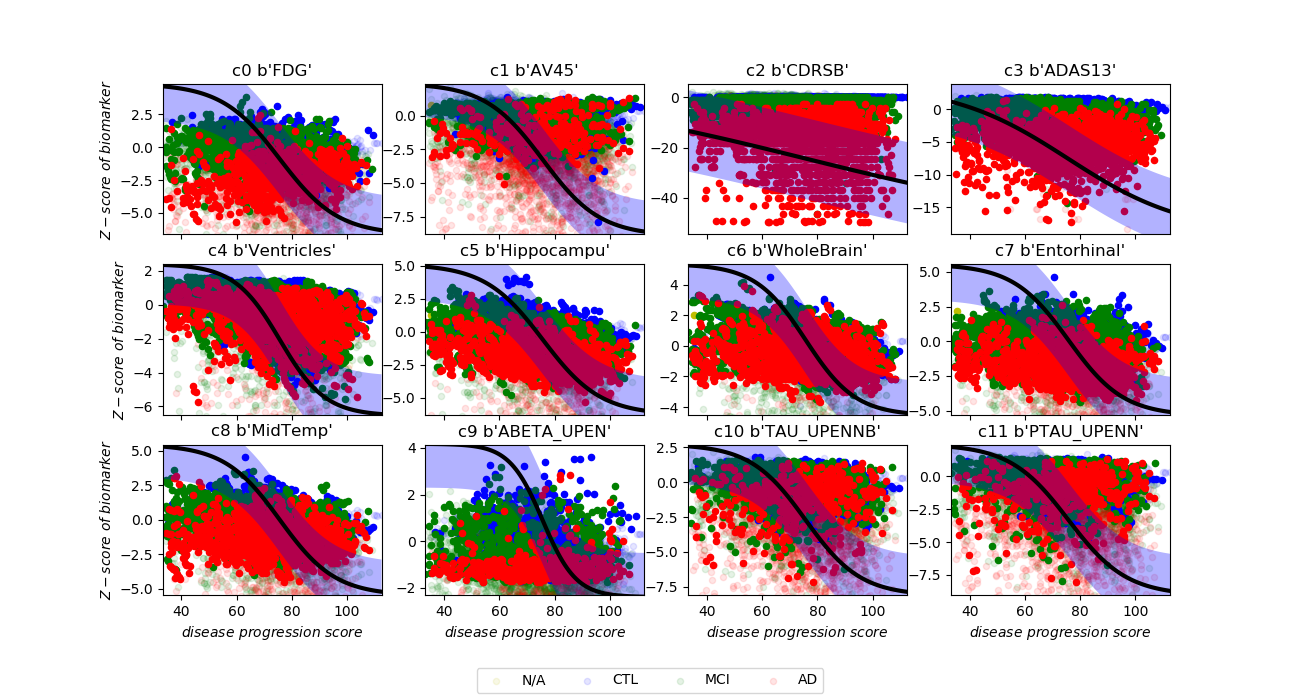 c0 b'FDG' c1 b'AV45' c2 b'CDRSB' c3 b'ADAS13'
Z − score of biomarker
2.5 0.0 −2.5 −5.0
0.0 −2.5 −5.0 −7.5
0 −20 −40
0 −5 −10 −15
c4 b'Ventricles' c5 b'Hippocampu' c6 b'WholeBrain' c7 b'Entorhinal'
Z − score of biomarker
2 0 −2 −4 −6
5.0 2.5 0.0 −2.5 −5.0
4 2 0 −2 −4
5.0 2.5 0.0 −2.5 −5.0
c8 b'MidTemp' c9 b'ABETA_UPEN' c10 b'TAU_UPENNB' c11 b'PTAU_UPENN'
Z − score of biomarker
5.0 2.5 0.0 −2.5 −5.0
4 2 0 −2
2.5 0.0 −2.5 −5.0 −7.5
0.0 −2.5 −5.0 −7.5
40 60 80 100 40 60 80 100 40 60 80 100 40 60 80 100
disease progression score disease progression score disease progression score disease progression score
N/A CTL MCI AD